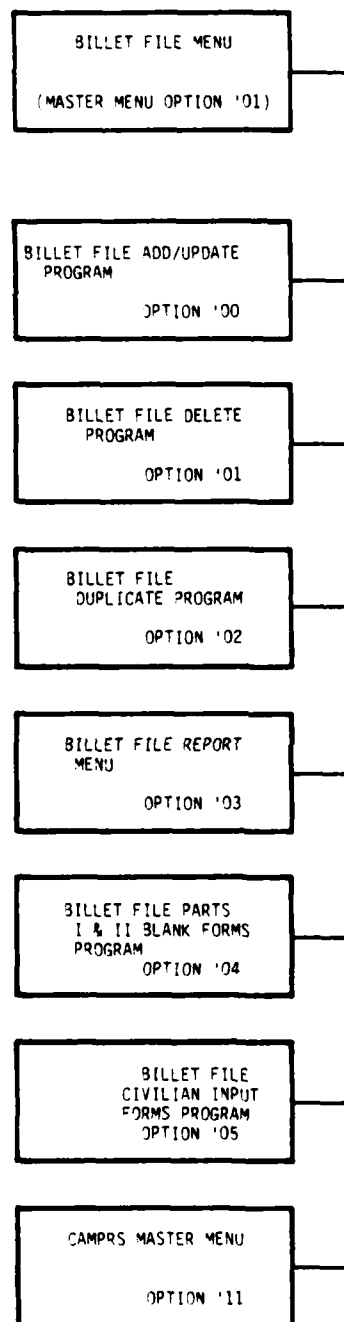 BILLET FILE MENU
(MASTER MENU OPTION '01)
BILLET FILE ADD/UPDATE
PROGRAM
OPTION '00
BILLET FILE DELETE
PROGRAM
OPTION '01
BILLET FILE
DUPLICATE PROGRAM
OPTION '02
BILLET FILE REPORT
MENU
OPTION '03
BILLET FILE PARTS
I & II BLANK FORMS
PROGRAM
OPTION '04
BILLET FILE
CIVILIAN INPUT
FORMS PROGRAM
OPTION '05
CAMPRS MASTER MENU
OPTION '11